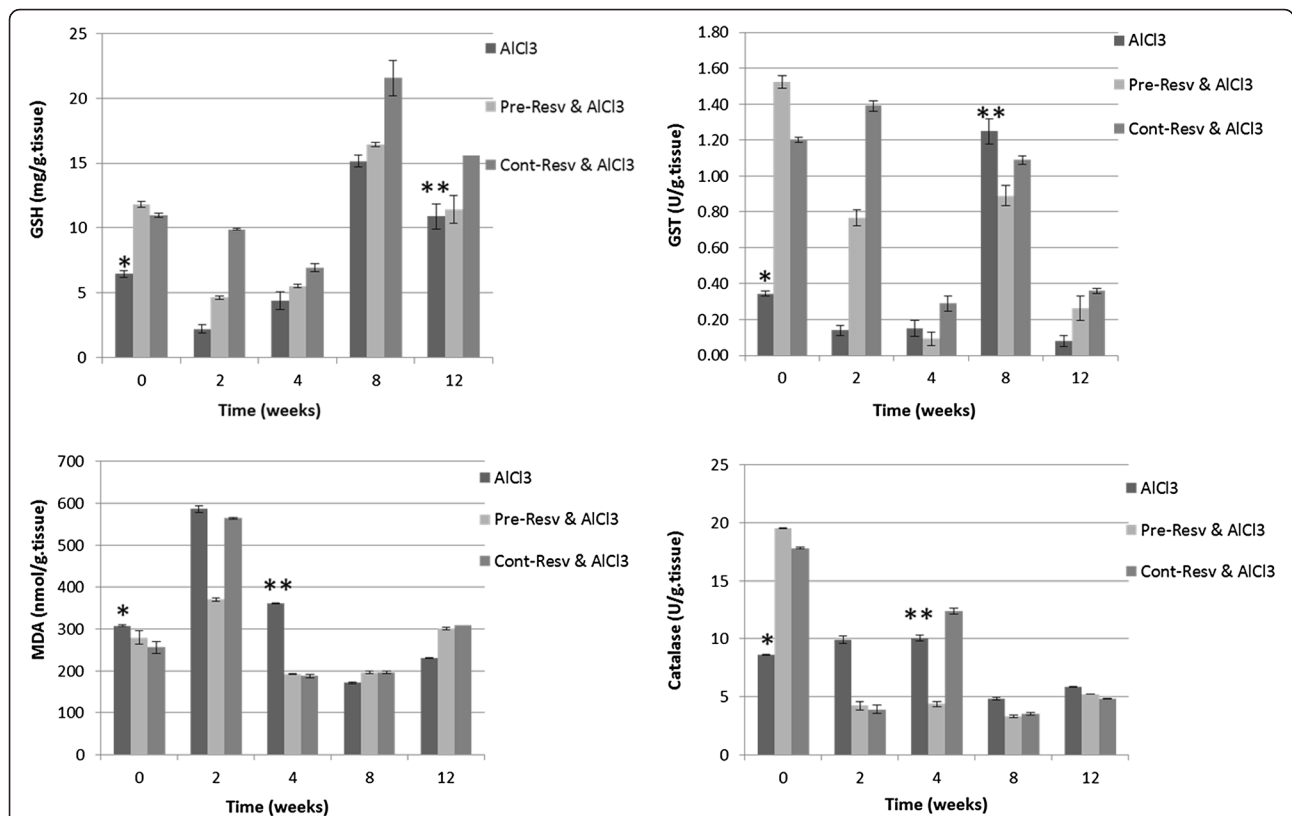 GSH (mg/g.tissue)
25
20
15
10
5
0
*
**
0 2 4 8 12
Time (weeks)
AlCl3
Pre-Resv & AlCl3
Cont-Resv & AlCl3
GST (U/g.tissue)
1.80
1.60
1.40
1.20
1.00
0.80
0.60
0.40
0.20
0.00
*
**
0 2 4 8 12
Time (weeks)
AlCl3
Pre-Resv & AlCl3
Cont-Resv & AlCl3
MDA (nmol/g.tissue)
700
600
500
400
300
200
100
0
*
**
0 2 4 8 12
Time (weeks)
AlCl3
Pre-Resv & AlCl3
Cont-Resv & AlCl3
Catalase (U/g.tissue)
25
20
15
10
5
0
*
**
0 2 4 8 12
Time (weeks)
AlCl3
Pre-Resv & AlCl3
Cont-Resv & AlCl3